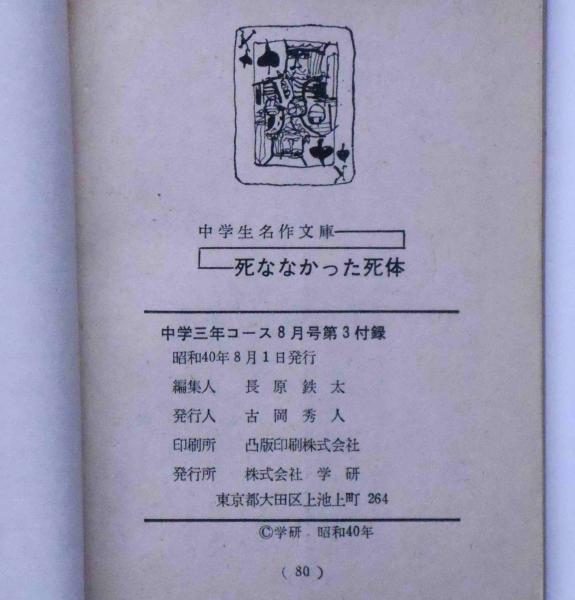 K
中学生名作文庫
死ななかった死体
中学三年コース8月号第3付録
昭和40年8月1日発行
編集人 長原鉄太
発行人 古岡秀人
印刷所 凸版印刷株式会社
発行所 株式会社 学研
東京都大田区上池上町 264
©学研 昭和40年
(80)
K